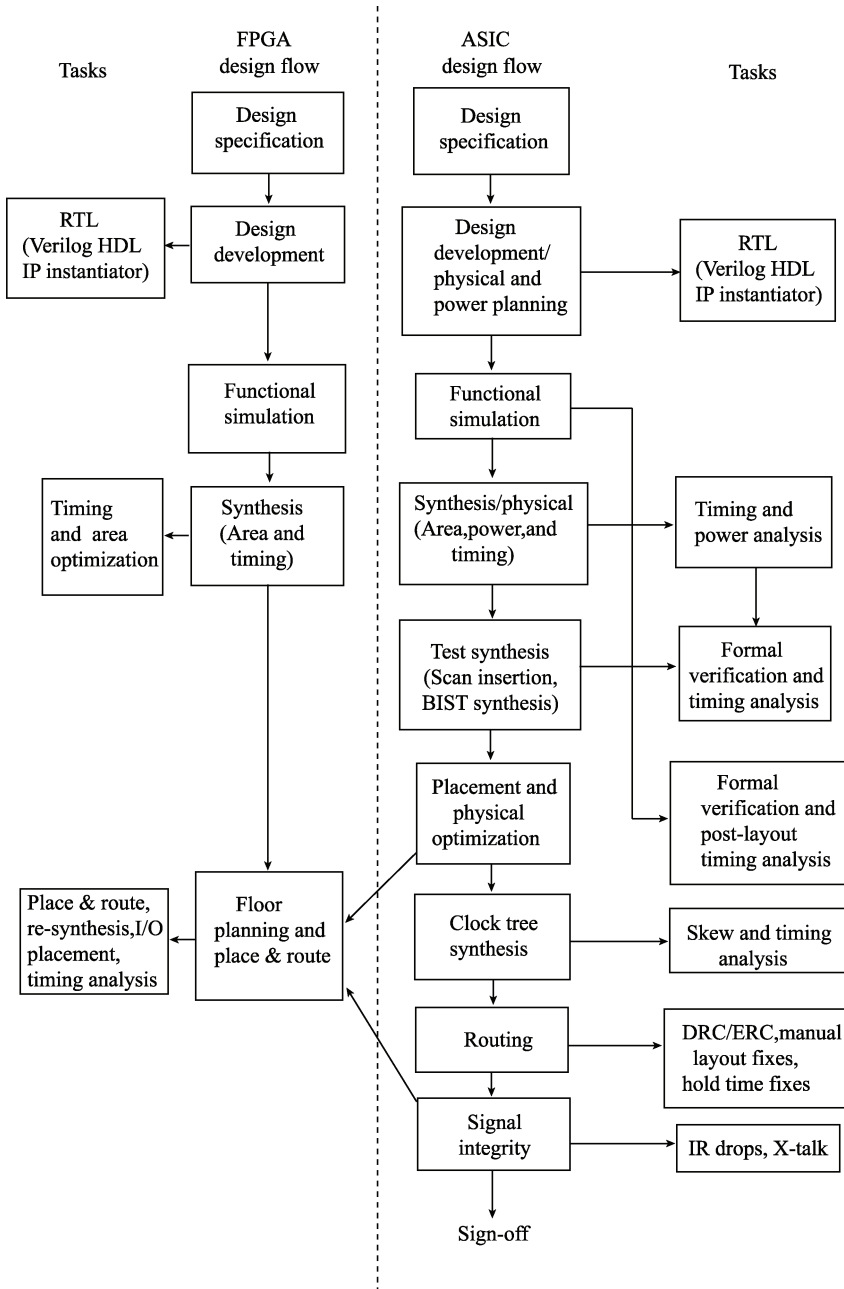 Tasks
FPGA
design flow
ASIC
design flow
Tasks
Design
specification
Design
specification
RTL
(Verilog HDL
IP instantiator)
Design
development
Design
development/
physical and
power planning
RTL
(Verilog HDL
IP instantiator)
Functional
simulation
Functional
simulation
Timing
and area
optimization
Synthesis
(Area and
timing)
Synthesis/physical
(Area,power,and
timing)
Timing and
power analysis
Test synthesis
(Scan insertion,
BIST synthesis)
Formal
verification and
timing analysis
Placement and
physical
optimization
Formal
verification and
post-layout
timing analysis
Place & route,
re-synthesis,I/O
placement,
timing analysis
Floor
planning and
place & route
Clock tree
synthesis
Skew and timing
analysis
Routing
DRC/ERC,manual
layout fixes,
hold time fixes
Signal
integrity
IR drops, X-talk
Sign-off